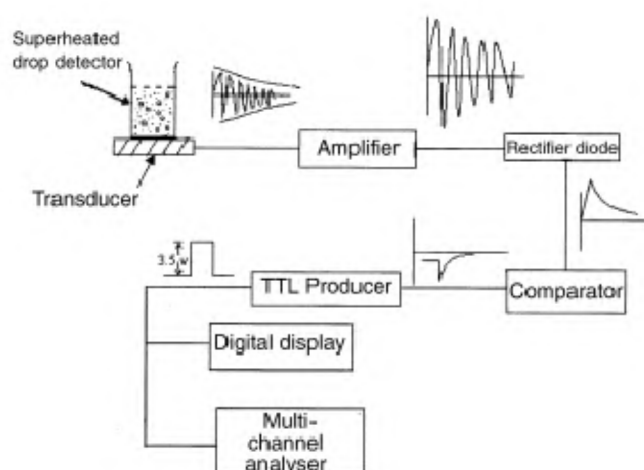 Superheated
drop detector
Transducer
Amplifier
Rectifier diode
Comparator
TTL Producer
3.5
Digital display
Multi-
channel
analyser